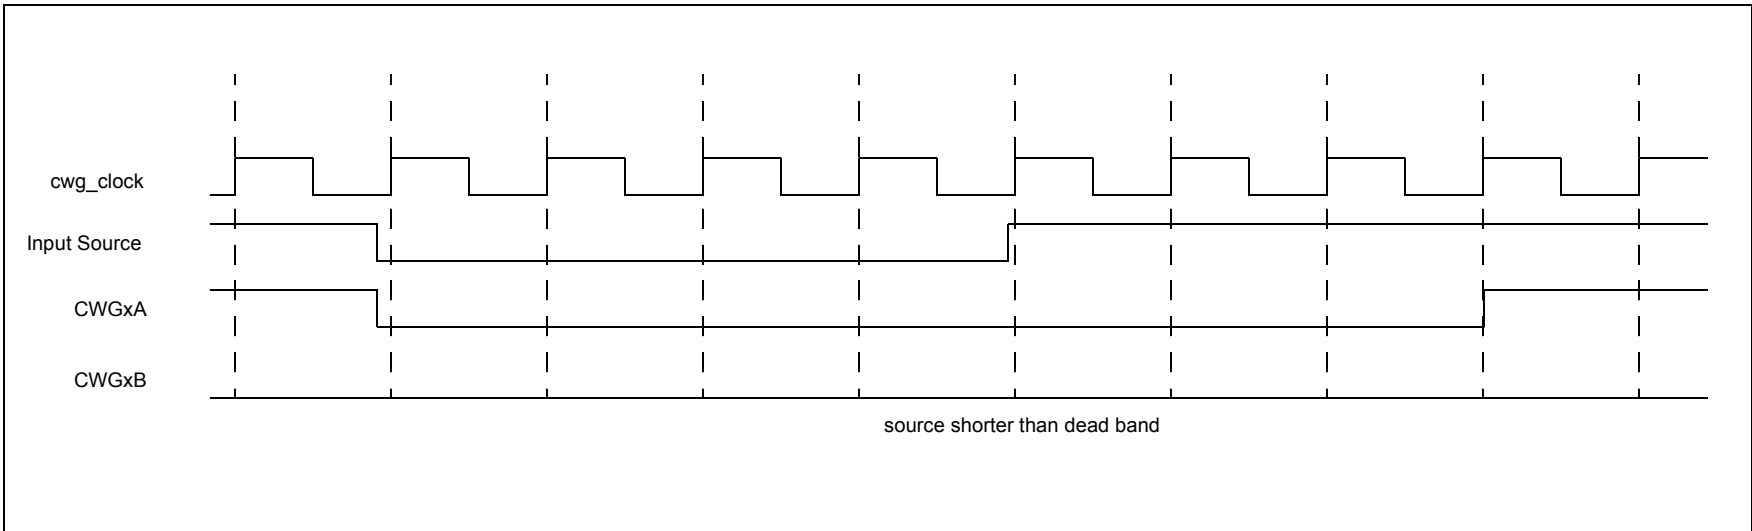 cwg_clock
Input Source
CWGxA
CWGxB
source shorter than dead band